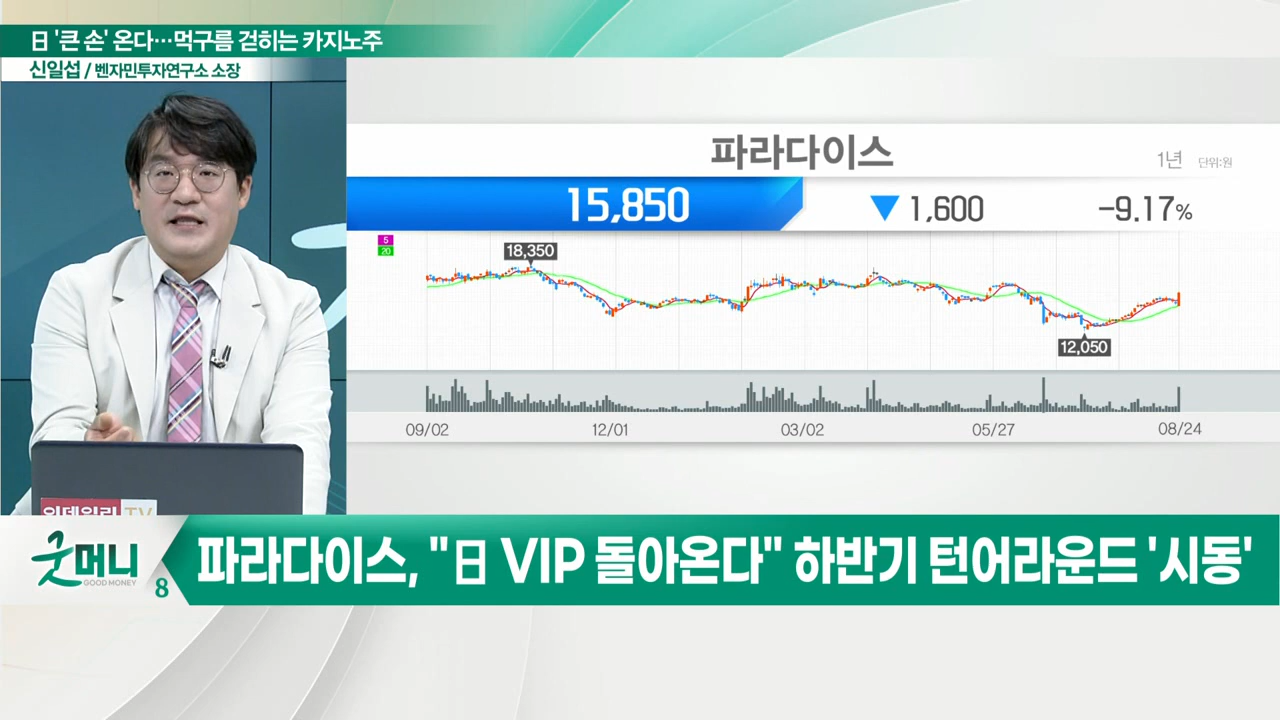 日 '큰 손' 온다…먹구름 걷히는 카지노주
신일섭 / 벤자민투자연구소 소장
파라다이스
1년 단위:원
15,850 ▼ 1,600 -9.17%
5
20
18,350
12,050
09/02 12/01 03/02 05/27 08/24
이데일리 TV
굿머니
GOOD MONEY
8
파라다이스, "日 VIP 돌아온다" 하반기 턴어라운드 '시동'